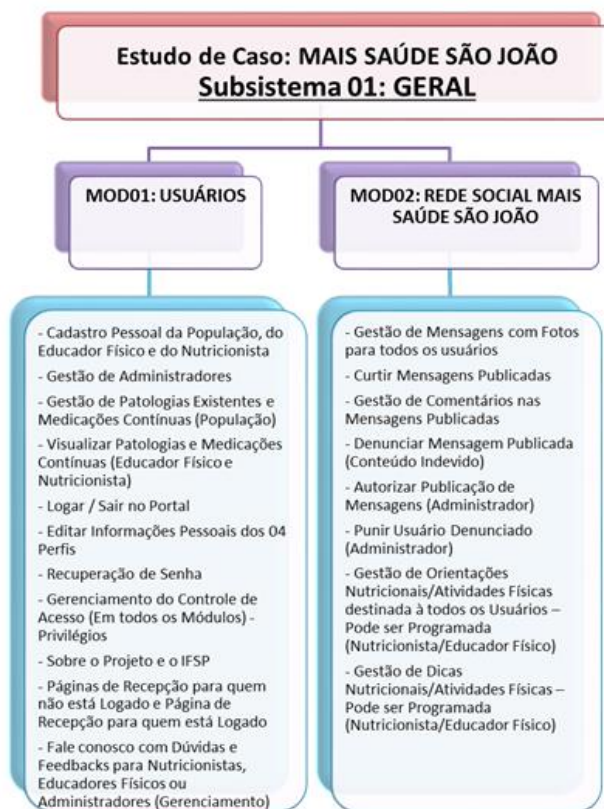 Estudo de Caso: MAIS SAÚDE SÃO JOÃO
Subsistema 01: GERAL
MOD01: USUÁRIOS
- Cadastro Pessoal da População, do
Educador Físico e do Nutricionista
- Gestão de Administradores
- Gestão de Patologias Existentes e
Medicações Contínuas (População)
- Visualizar Patologias e Medicações
Contínuas (Educador Físico e
Nutricionista)
- Logar / Sair no Portal
- Editar Informações Pessoais dos 04
Perfis
- Recuperação de Senha
- Gerenciamento do Controle de
Acesso (Em todos os Módulos) -
Privilégios
- Sobre o Projeto e o IFSP
- Páginas de Recepção para quem
não está Logado e Página de
Recepção para quem está Logado
- Fale conosco com Dúvidas e
Feedbacks para Nutricionistas,
Educadores Físicos ou
Administradores (Gerenciamento)
MOD02: REDE SOCIAL MAIS
SAÚDE SÃO JOÃO
- Gestão de Mensagens com Fotos
para todos os usuários
- Curtir Mensagens Publicadas
- Gestão de Comentários nas
Mensagens Publicadas
- Denunciar Mensagem Publicada
(Conteúdo Indevido)
- Autorizar Publicação de
Mensagens (Administrador)
- Punir Usuário Denunciado
(Administrador)
- Gestão de Orientações
Nutricionais/Atividades Físicas
destinada à todos os Usuários –
Pode ser Programada
(Nutricionista/Educador Físico)
- Gestão de Dicas
Nutricionais/Atividades Físicas –
Pode ser Programada
(Nutricionista/Educador Físico)